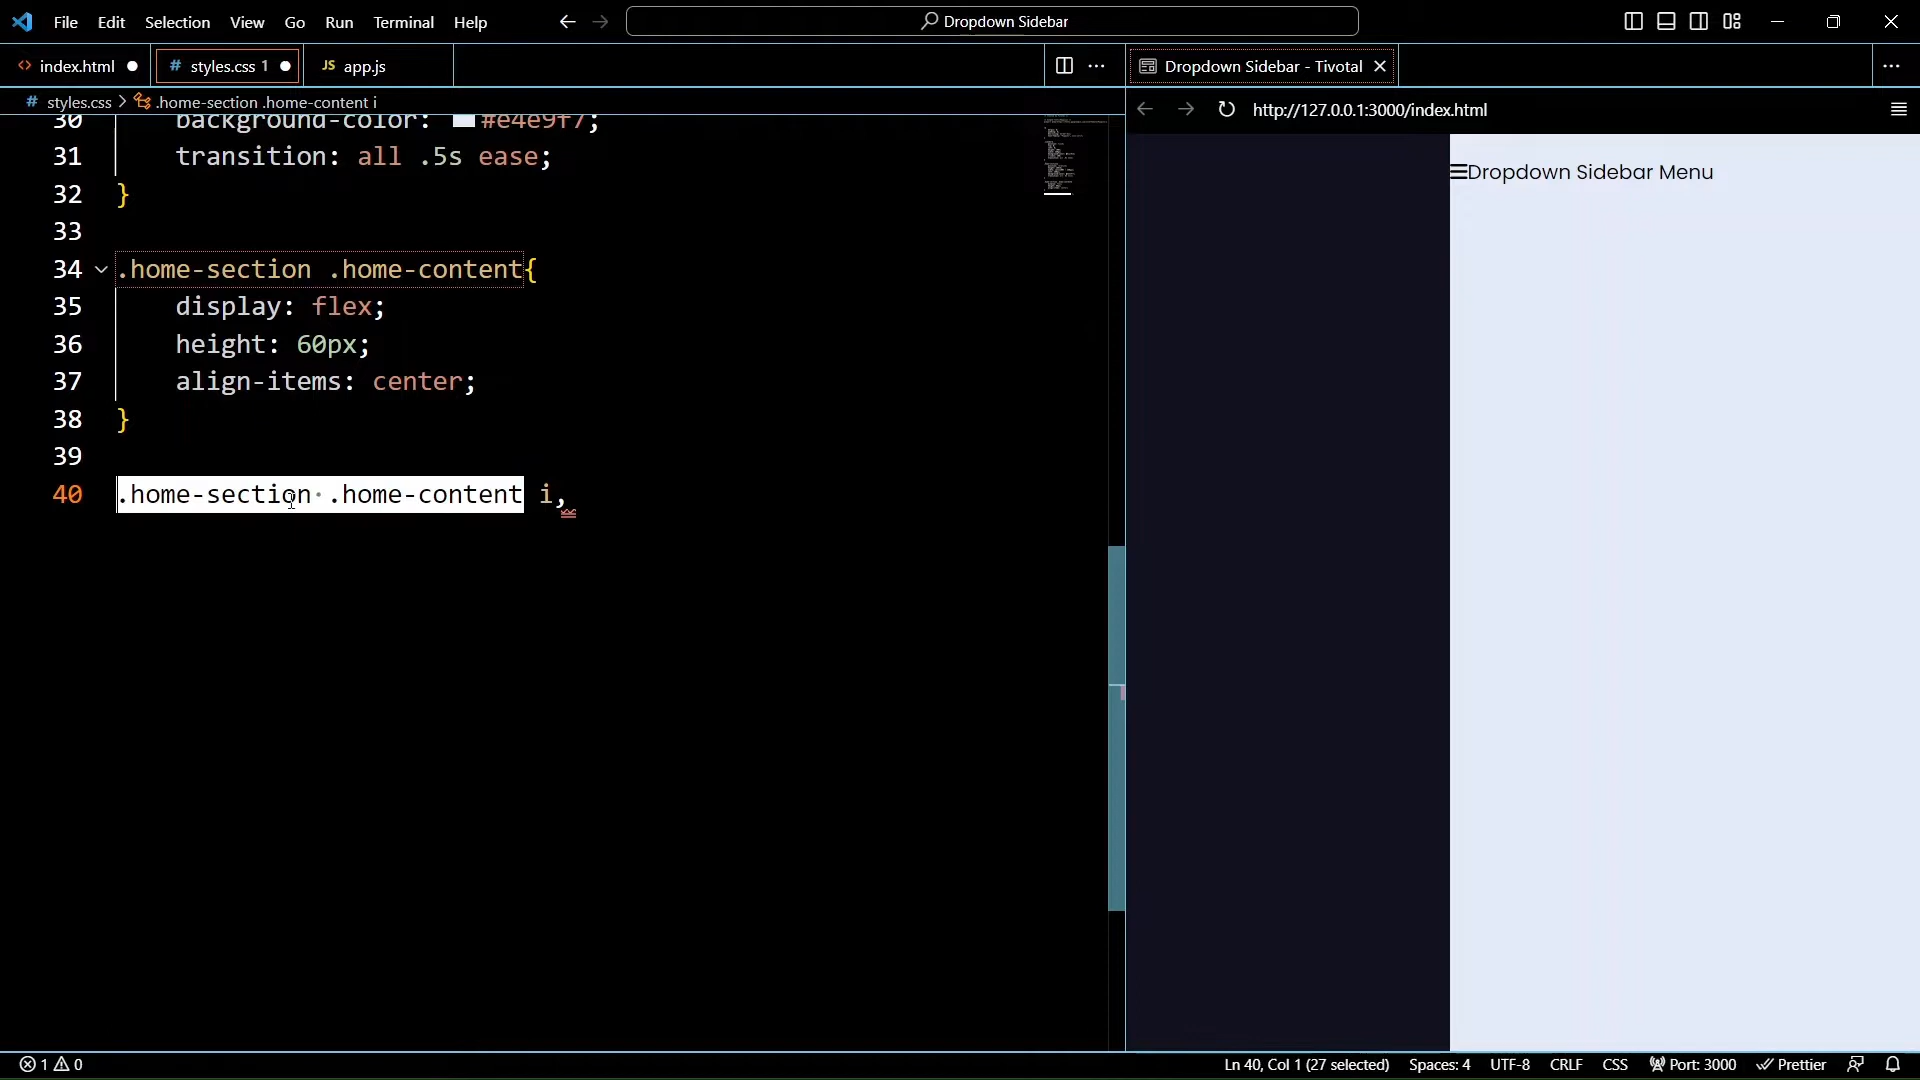 File Edit Selection View Go Run Terminal Help
Dropdown Sidebar
index.html
# styles.css 1
JS app.js
Dropdown Sidebar - Tivotal
# styles.css > .home-section .home-content i
http://127.0.0.1:3000/index.html
30 background-color: #e4e9f7;
31 transition: all .5s ease;
32 }
33
34 .home-section .home-content{
35 display: flex;
36 height: 60px;
37 align-items: center;
38 }
39
40 .home-section .home-content i,
Dropdown Sidebar Menu
1 0
Ln 40, Col 1 (27 selected) Spaces: 4 UTF-8 CRLF CSS Port: 3000 Prettier